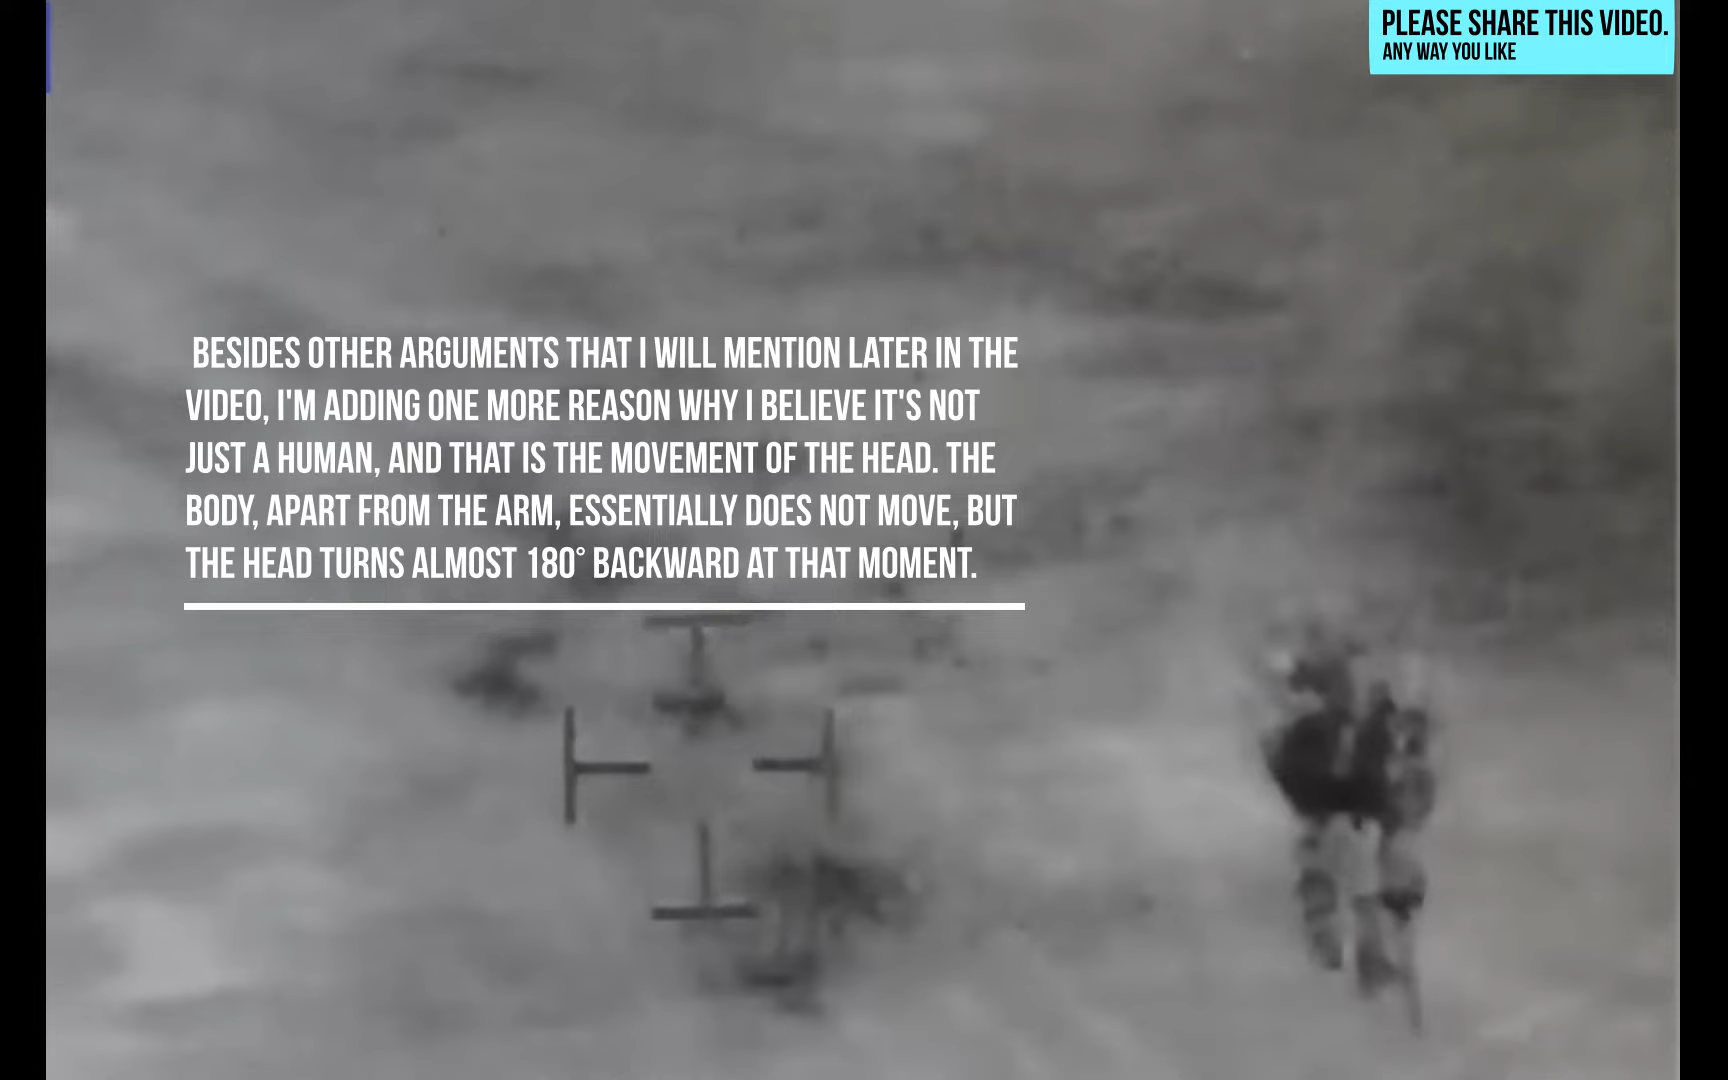 PLEASE SHARE THIS VIDEO.
ANY WAY YOU LIKE
BESIDES OTHER ARGUMENTS THAT I WILL MENTION LATER IN THE
VIDEO, I'M ADDING ONE MORE REASON WHY I BELIEVE IT'S NOT
JUST A HUMAN, AND THAT IS THE MOVEMENT OF THE HEAD. THE
BODY, APART FROM THE ARM, ESSENTIALLY DOES NOT MOVE, BUT
THE HEAD TURNS ALMOST 180° BACKWARD AT THAT MOMENT.